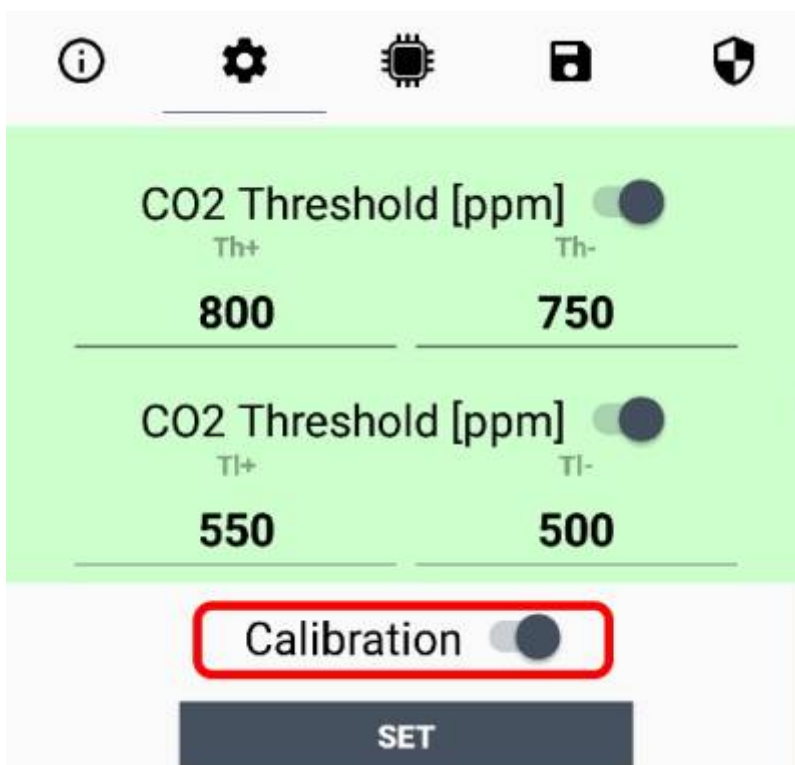 CO2 Threshold [ppm]
Th+ Th-
800 750
CO2 Threshold [ppm]
Tl+ Tl-
550 500
Calibration
SET